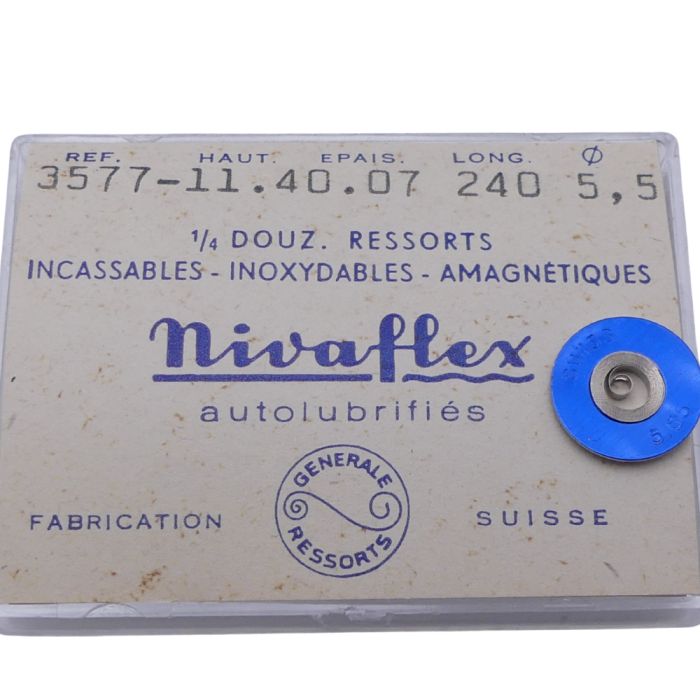 REF. HAUT. EPAIS. LONG. Ø
3577-11.40.07 240 5,5
¼ DOUZ. RESSORTS
INCASSABLES - INOXYDABLES - AMAGNÉTIQUES
Nivaflex
autolubrifiés
GENERALE
RESSORTS
FABRICATION SUISSE
SWISS